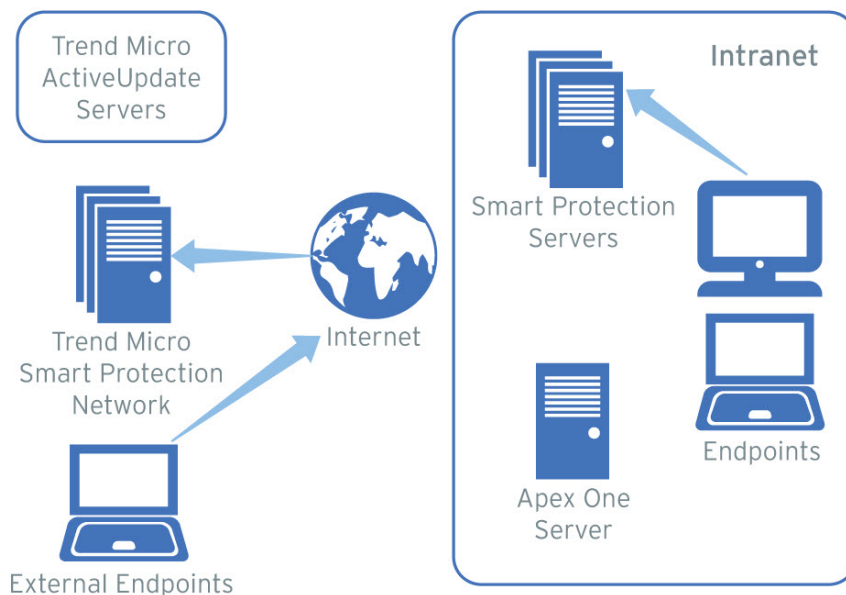 Trend Micro
ActiveUpdate
Servers
Intranet
Smart Protection
Servers
Trend Micro
Smart Protection
Network
Internet
Endpoints
Apex One
Server
External Endpoints